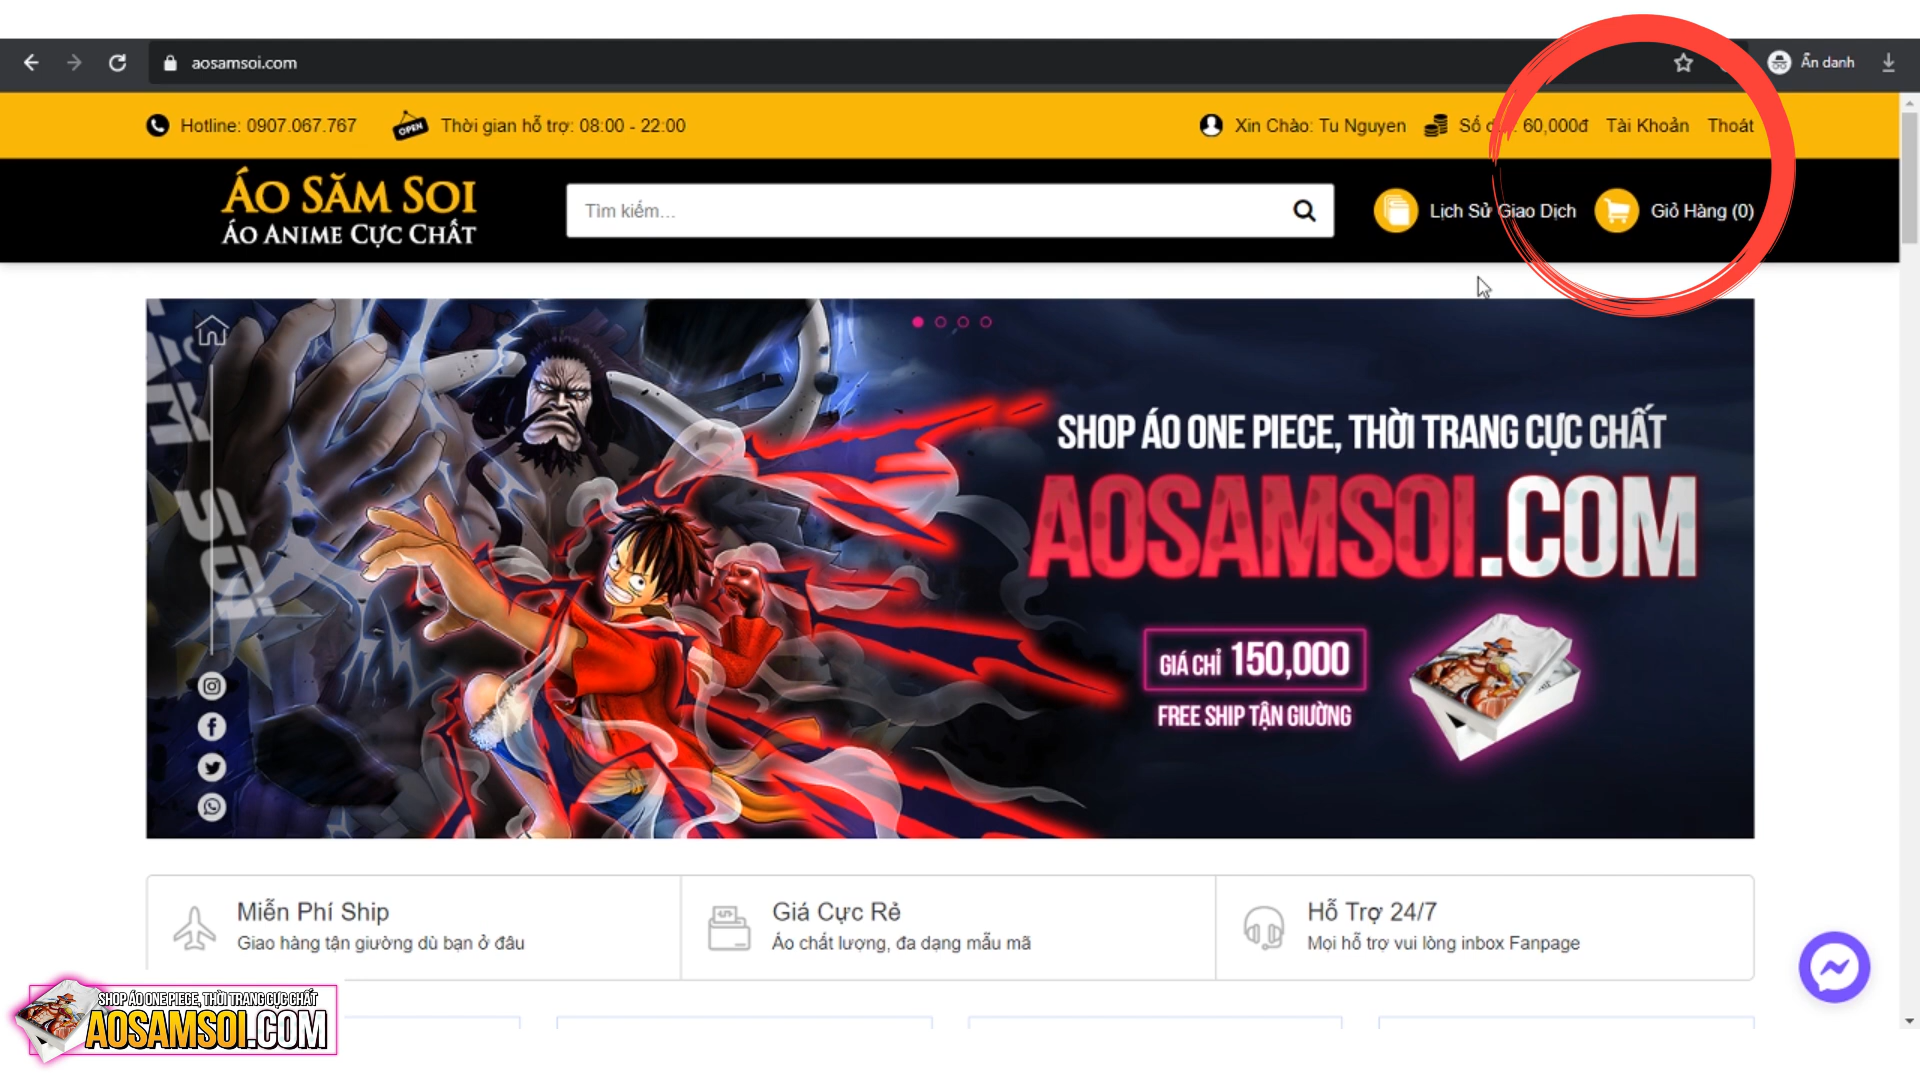 aosamsoi.com
Ẩn danh
Hotline: 0907.067.767
OPEN
Thời gian hỗ trợ: 08:00 - 22:00
Xin Chào: Tu Nguyen
Số 60,000đ
Tài Khoản
Thoát
ÁO SĂM SOI
ÁO ANIME CỰC CHẤT
Tìm kiếm...
Lịch Sử Giao Dịch
Giỏ Hàng (0)
SOI
SHOP ÁO ONE PIECE, THỜI TRANG CỰC CHẤT
AOSAMSOI.COM
GIÁ CHỈ 150,000
FREE SHIP TẬN GIƯỜNG
Miễn Phí Ship
Giao hàng tận giường dù bạn ở đâu
Giá Cực Rẻ
Áo chất lượng, đa dạng mẫu mã
Hỗ Trợ 24/7
Mọi hỗ trợ vui lòng inbox Fanpage
SHOP ÁO ONE PIECE, THỜI TRANG CỰC CHẤT
AOSAMSOI.COM